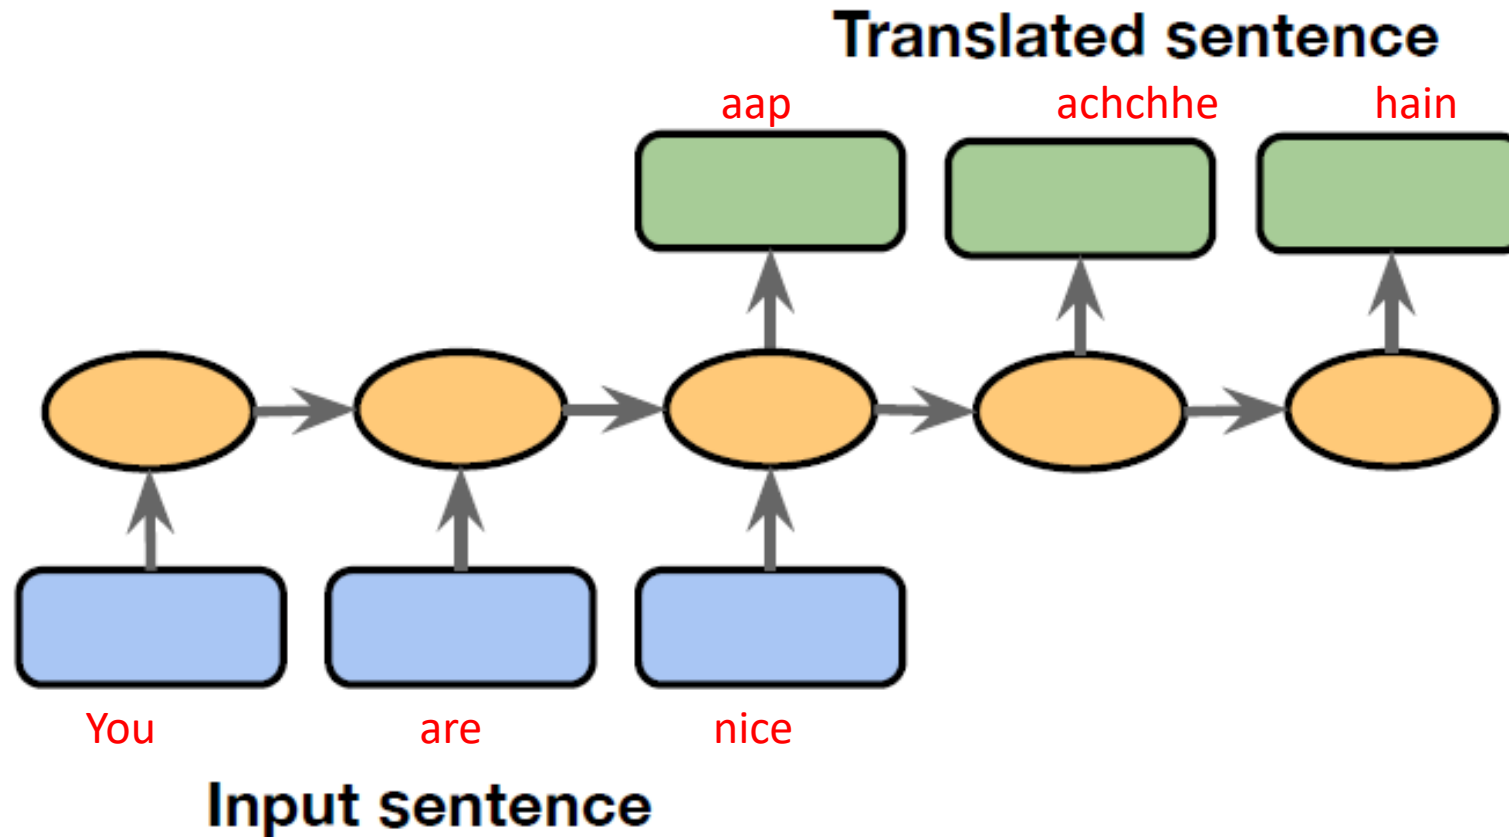 Translated sentence
aap achchhe hain
You are nice
Input sentence